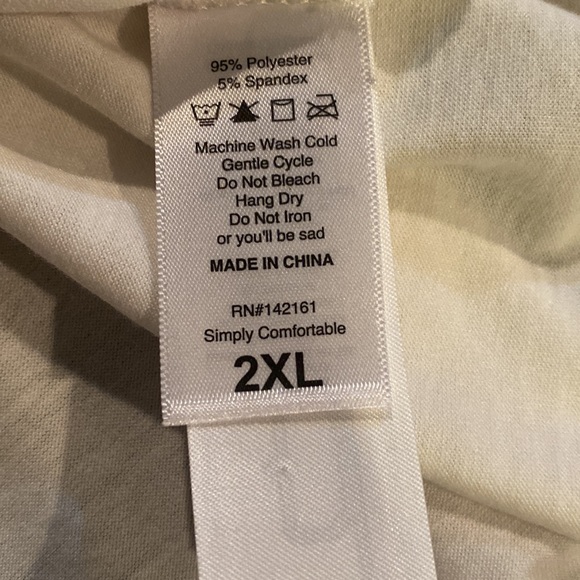 95% Polyester
5% Spandex
Machine Wash Cold
Gentle Cycle
Do Not Bleach
Hang Dry
Do Not Iron
or you'll be sad
MADE IN CHINA
RN#142161
Simply Comfortable
2XL